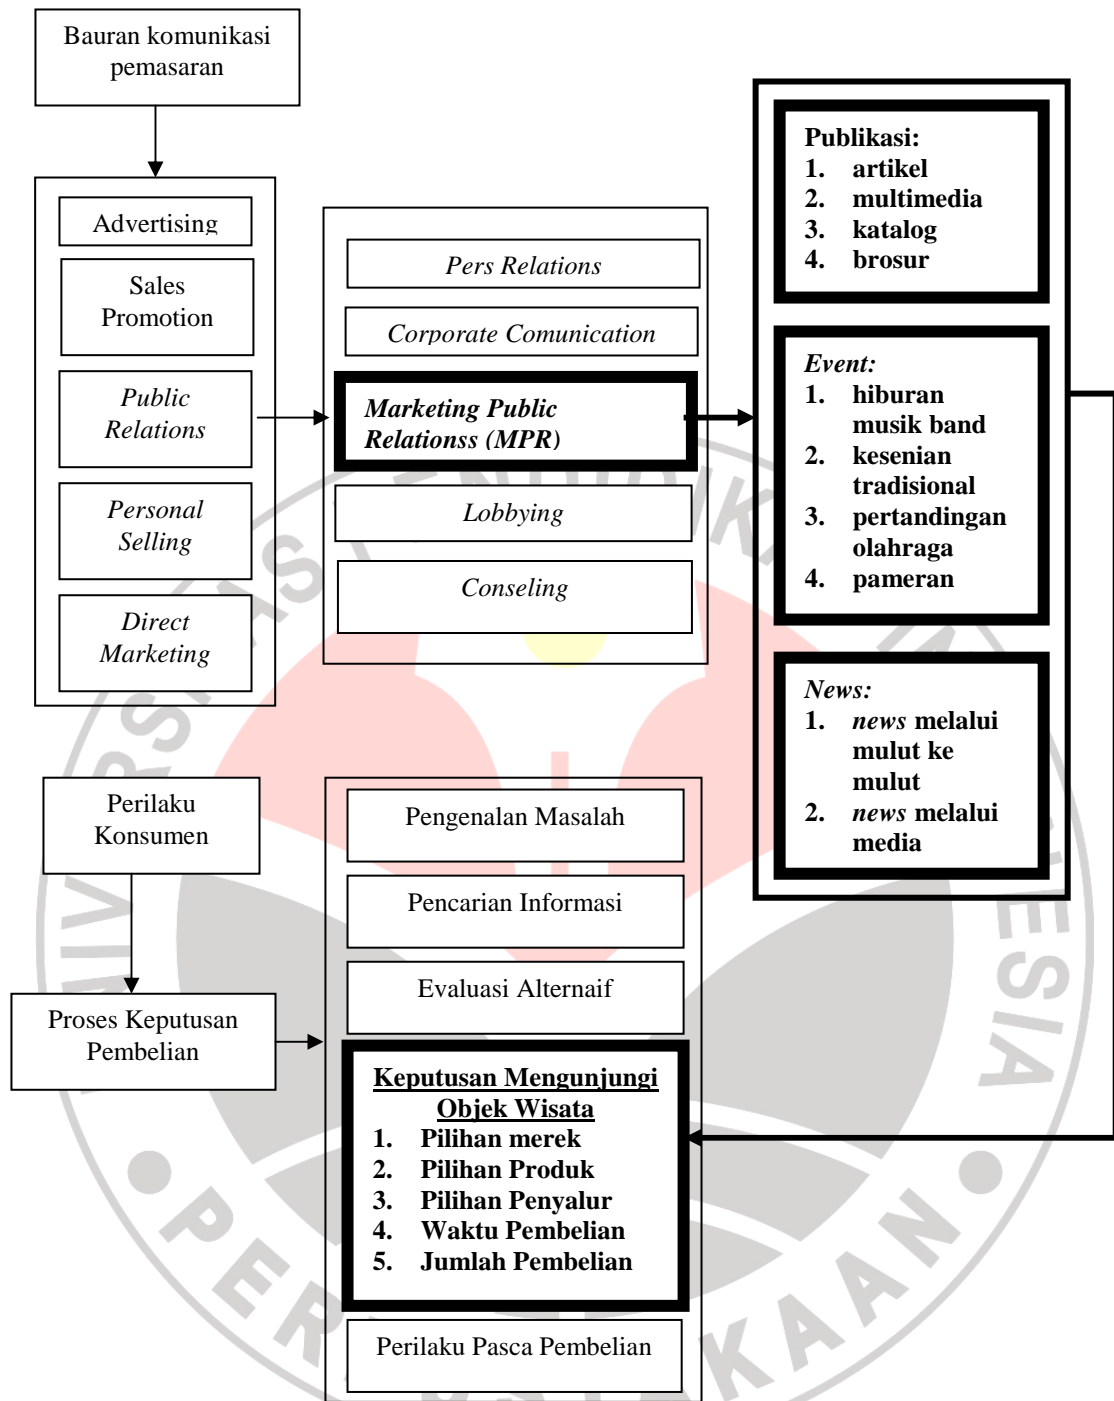 Bauran komunikasi
pemasaran
Advertising
Sales
Promotion
Public
Relations
Personal
Selling
Direct
Marketing
Pers Relations
Corporate Comunication
Marketing Public
Relationss (MPR)
Lobbying
Conseling
Publikasi:
1. artikel
2. multimedia
3. katalog
4. brosur
Event:
1. hiburan
musik band
2. kesenian
tradisional
3. pertandingan
olahraga
4. pameran
News:
1. news melalui
mulut ke
mulut
2. news melalui
media
Perilaku
Konsumen
Proses Keputusan
Pembelian
Pengenalan Masalah
Pencarian Informasi
Evaluasi Alternaif
Keputusan Mengunjungi
Objek Wisata
1. Pilihan merek
2. Pilihan Produk
3. Pilihan Penyalur
4. Waktu Pembelian
5. Jumlah Pembelian
Perilaku Pasca Pembelian